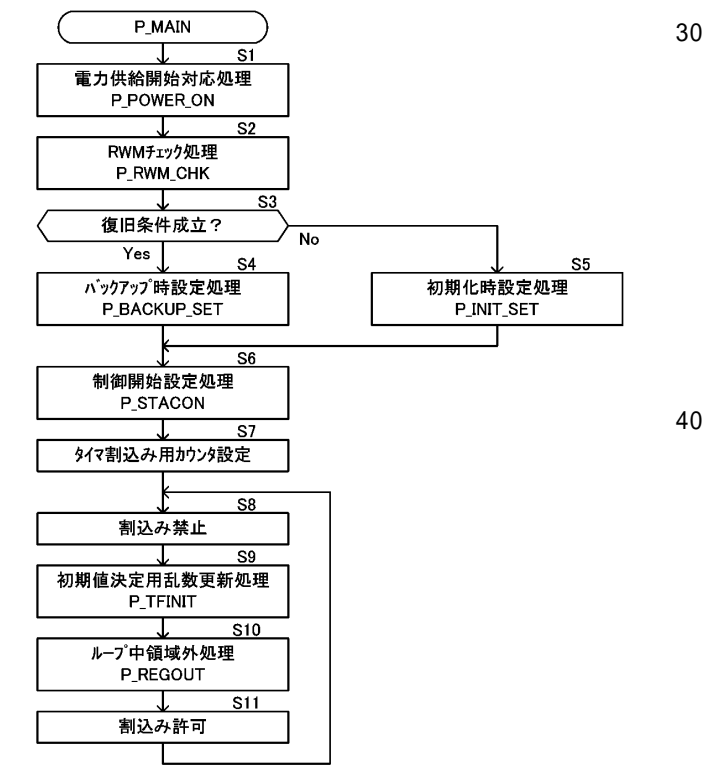 P_MAIN
30
S1
電力供給開始対応処理
P_POWER_ON
S2
RWMﾁｪｯｸ処理
P_RWM_CHK
S3
復旧条件成立？
Yes
No
S4
ﾊﾞｯｸｱｯﾌﾟ時設定処理
P_BACKUP_SET
S5
初期化時設定処理
P_INIT_SET
S6
制御開始設定処理
P_STACON
S7
ﾀｲﾏ割込み用ｶｳﾝﾀ設定
40
S8
割込み禁止
S9
初期値決定用乱数更新処理
P_TFINIT
S10
ﾙｰﾌﾟ中領域外処理
P_REGOUT
S11
割込み許可